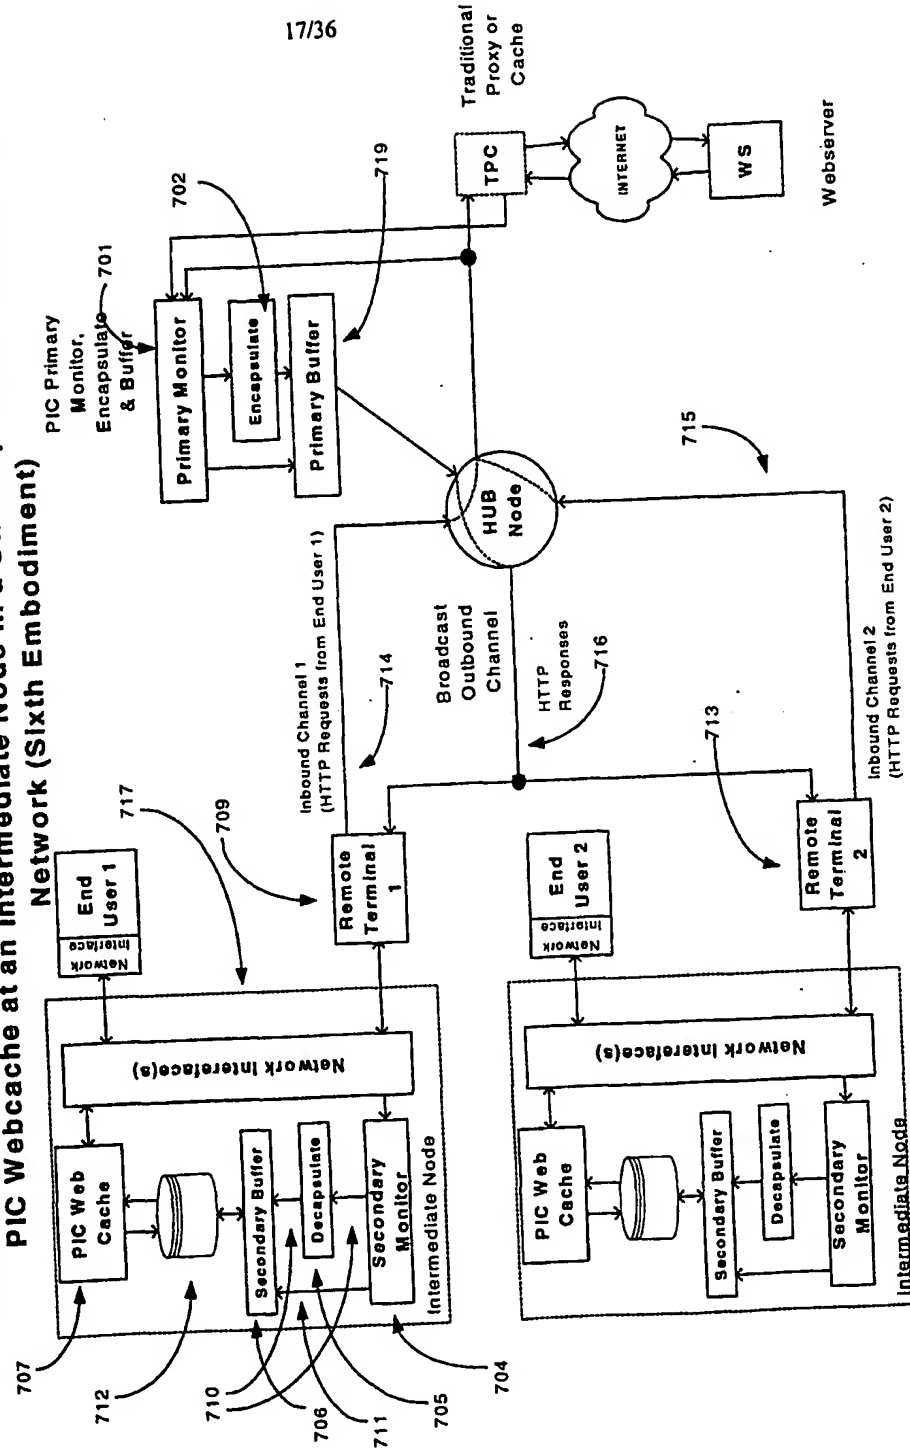 17/36
PIC Webcache at an Intermediate Node in a
Network (Sixth Embodiment)
PIC Primary
Monitor,
Encapsulate
& Buffer
701
702
719
Primary Monitor
Encapsulate
Primary Buffer
Traditional
Proxy or
Cache
TPC
INTERNET
WS
Webserver
HUB
Node
715
Inbound Channel 1
(HTTP Requests from End User 1)
714
Broadcast
Outbound
Channel
HTTP
Responses
716
Inbound Channel 2
(HTTP Requests from End User 2)
713
717
709
End
User 1
Network
Interface
Remote
Terminal
1
Network Intereface(s)
PIC Web
Cache
Secondary Buffer
Decapsulate
Secondary
Monitor
Intermediate Node
707
712
710
706
711
705
704
End
User 2
Network
Interface
Remote
Terminal
2
Network Intereface(s)
PIC Web
Cache
Secondary Buffer
Decapsulate
Secondary
Monitor
Intermediate Node